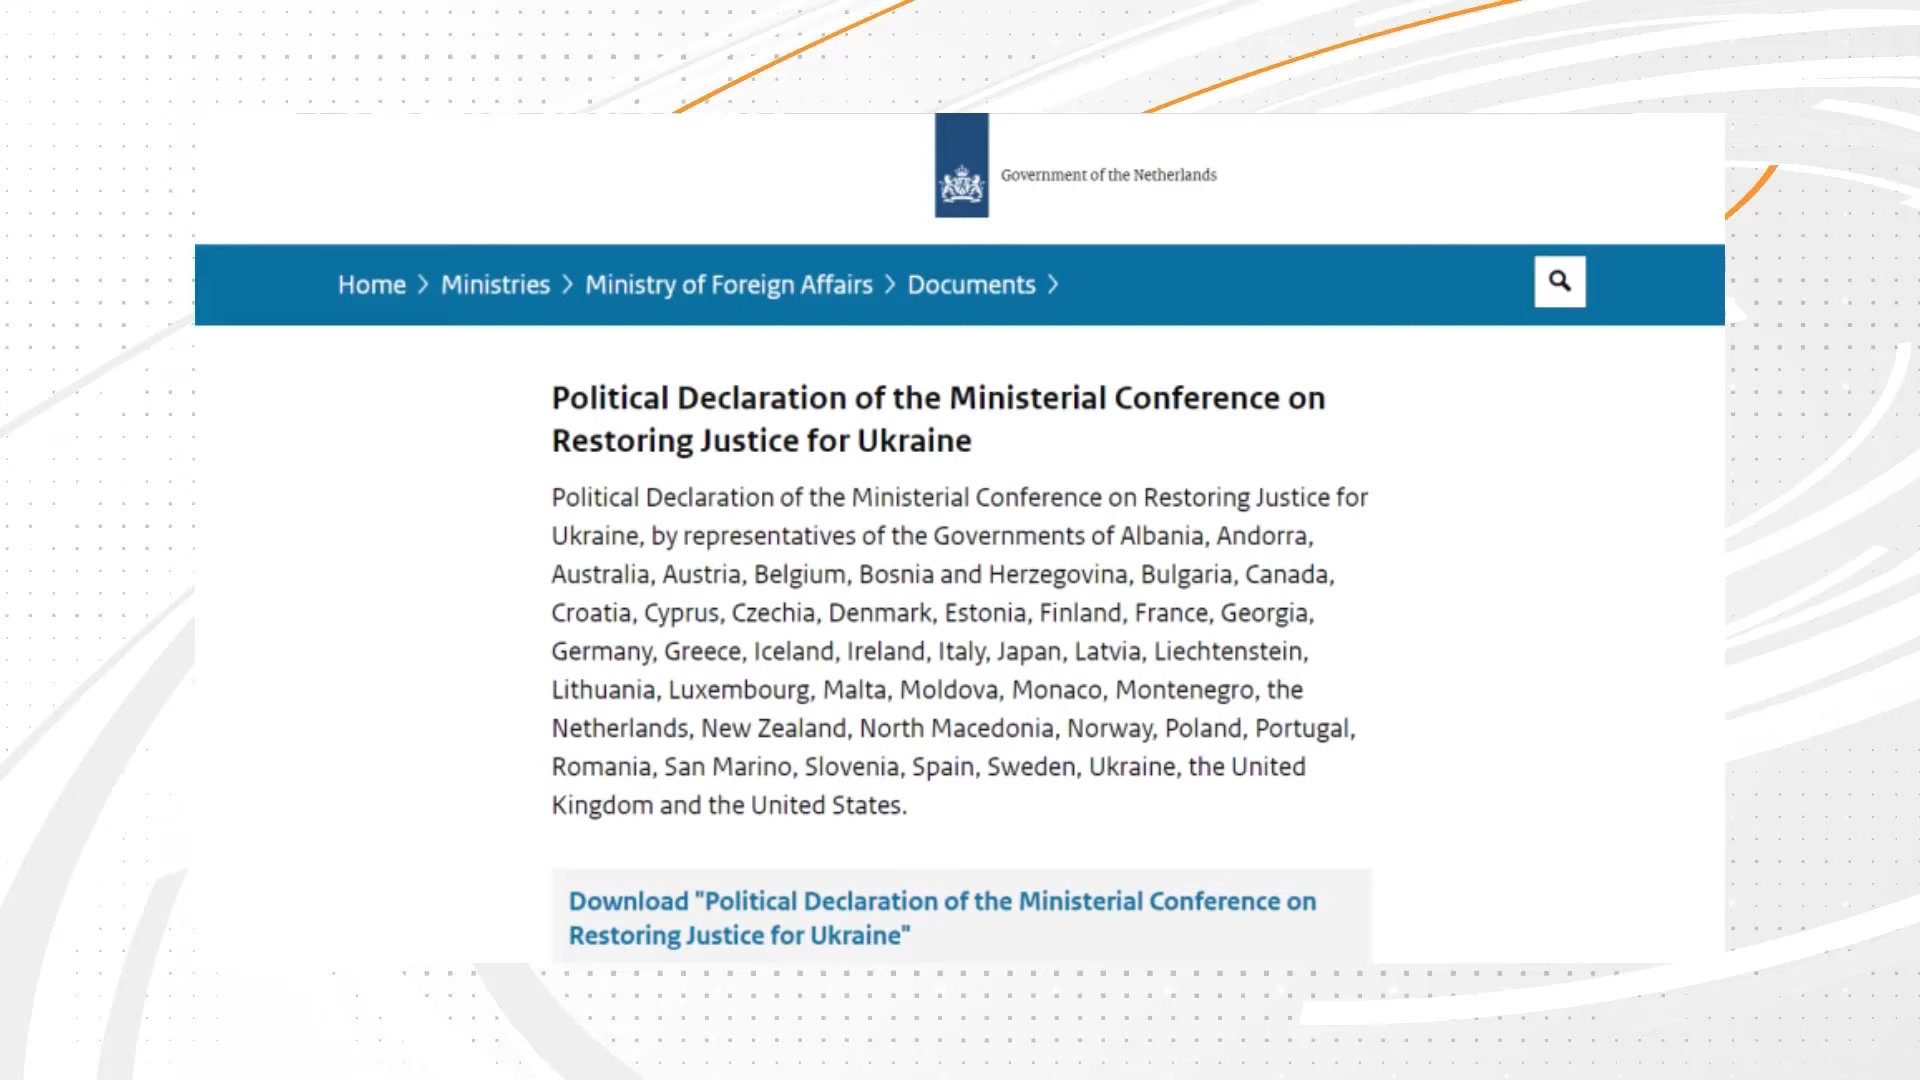 Government of the Netherlands
Home > Ministries > Ministry of Foreign Affairs > Documents >
Political Declaration of the Ministerial Conference on
Restoring Justice for Ukraine
Political Declaration of the Ministerial Conference on Restoring Justice for
Ukraine, by representatives of the Governments of Albania, Andorra,
Australia, Austria, Belgium, Bosnia and Herzegovina, Bulgaria, Canada,
Croatia, Cyprus, Czechia, Denmark, Estonia, Finland, France, Georgia,
Germany, Greece, Iceland, Ireland, Italy, Japan, Latvia, Liechtenstein,
Lithuania, Luxembourg, Malta, Moldova, Monaco, Montenegro, the
Netherlands, New Zealand, North Macedonia, Norway, Poland, Portugal,
Romania, San Marino, Slovenia, Spain, Sweden, Ukraine, the United
Kingdom and the United States.
Download "Political Declaration of the Ministerial Conference on
Restoring Justice for Ukraine"